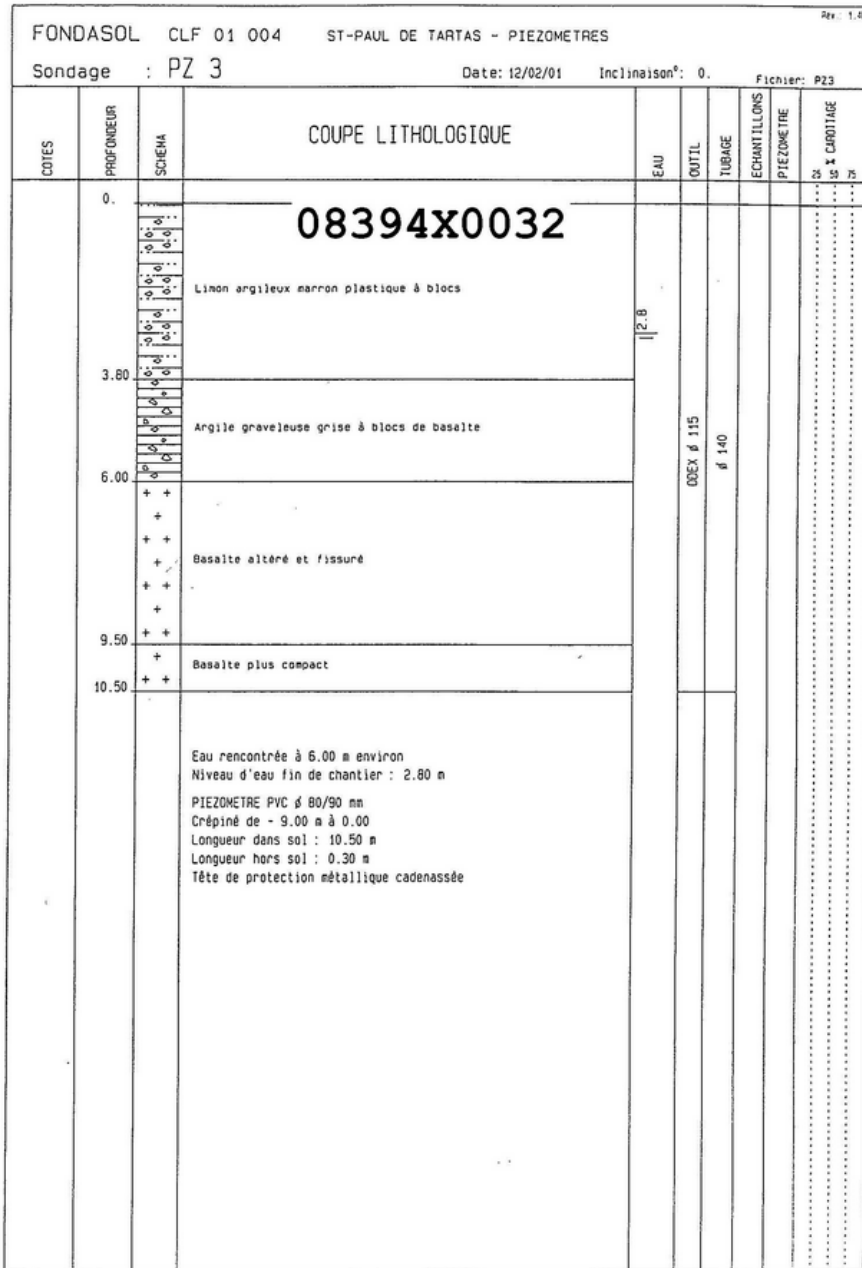 Rev.: 1.4
FONDASOL CLF 01 004 ST-PAUL DE TARTAS - PIEZOMETRES
Sondage : PZ 3 Date: 12/02/01 Inclinaison°: 0. Fichier: PZ3
COTES
PROFONDEUR
SCHEMA
COUPE LITHOLOGIQUE
EAU
OUTIL
TUBAGE
ECHANTILLONS
PIEZOMETRE
% CAROTTAGE
25 50 75
0.
08394X0032
Limon argileux marron plastique à blocs
2.8
3.80
Argile graveleuse grise à blocs de basalte
ODEX ø 115
ø 140
6.00
Basalte altéré et fissuré
9.50
Basalte plus compact
10.50
Eau rencontrée à 6.00 m environ
Niveau d'eau fin de chantier : 2.80 m
PIEZOMETRE PVC ø 80/90 mm
Crépiné de - 9.00 m à 0.00
Longueur dans sol : 10.50 m
Longueur hors sol : 0.30 m
Tête de protection métallique cadenassée